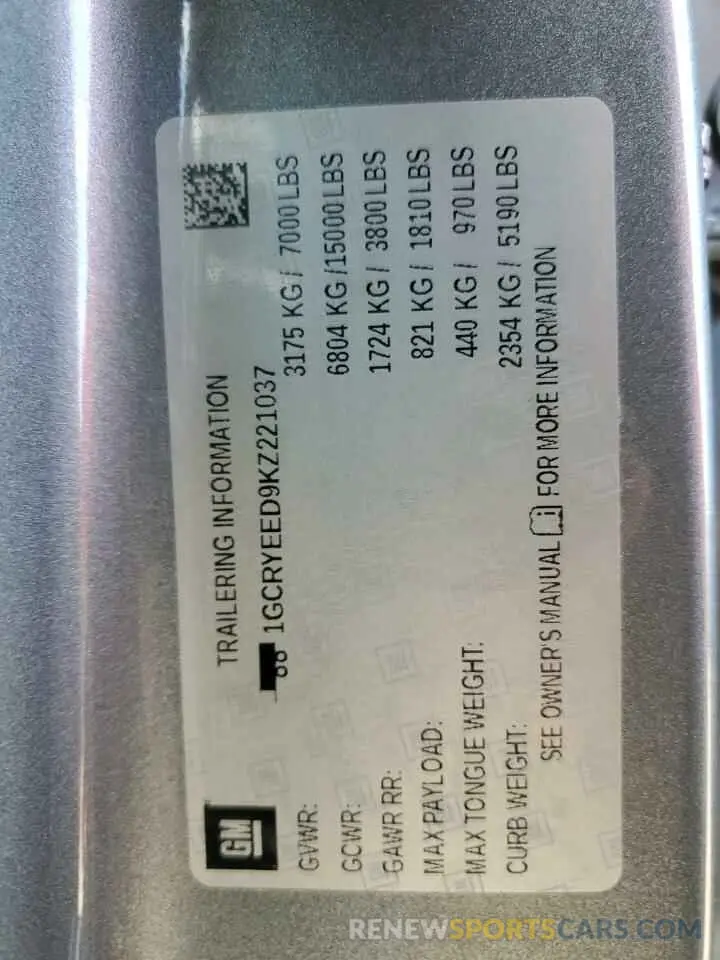 GM
TRAILERING INFORMATION
1GCRYEED9KZ221037
GVWR: 3175 KG / 7000 LBS
GCWR: 6804 KG /15000 LBS
GAWR RR: 1724 KG / 3800 LBS
MAX PAYLOAD: 821 KG / 1810 LBS
MAX TONGUE WEIGHT: 440 KG / 970 LBS
CURB WEIGHT: 2354 KG / 5190 LBS
SEE OWNER'S MANUAL FOR MORE INFORMATION
RENEWSPORTSCARS.COM